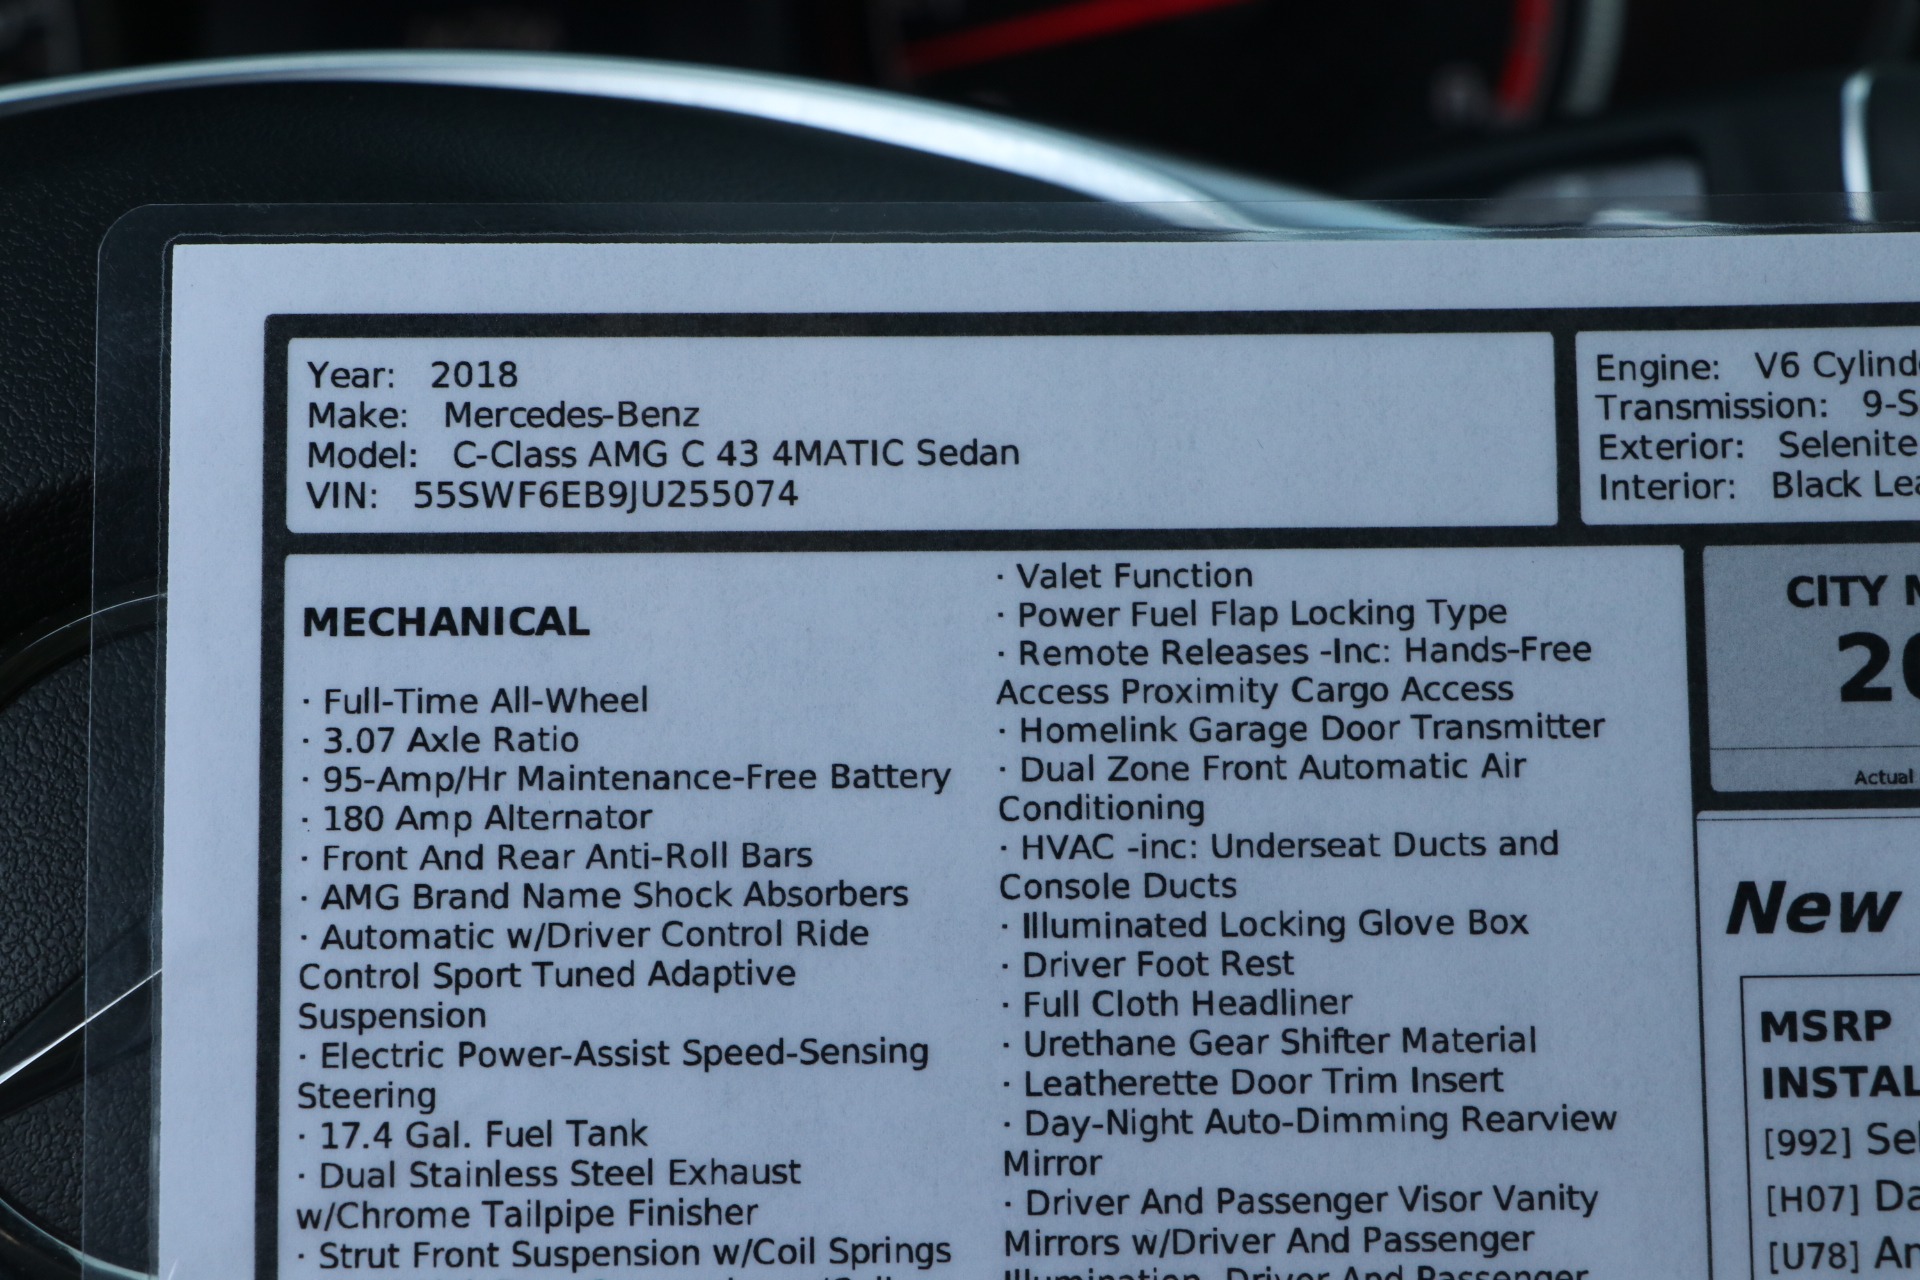 Year: 2018
Make: Mercedes-Benz
Model: C-Class AMG C 43 4MATIC Sedan
VIN: 55SWF6EB9JU255074
Engine: V6
Transmission:
Exterior: Selenite
Interior: Black
MECHANICAL
· Full-Time All-Wheel
· 3.07 Axle Ratio
· 95-Amp/Hr Maintenance-Free Battery
· 180 Amp Alternator
· Front And Rear Anti-Roll Bars
· AMG Brand Name Shock Absorbers
· Automatic w/Driver Control Ride
Control Sport Tuned Adaptive
Suspension
· Electric Power-Assist Speed-Sensing
Steering
· 17.4 Gal. Fuel Tank
· Dual Stainless Steel Exhaust
w/Chrome Tailpipe Finisher
· Strut Front Suspension w/Coil Springs
· Valet Function
· Power Fuel Flap Locking Type
· Remote Releases -Inc: Hands-Free
Access Proximity Cargo Access
· Homelink Garage Door Transmitter
· Dual Zone Front Automatic Air
Conditioning
· HVAC -inc: Underseat Ducts and
Console Ducts
· Illuminated Locking Glove Box
· Driver Foot Rest
· Full Cloth Headliner
· Urethane Gear Shifter Material
· Leatherette Door Trim Insert
· Day-Night Auto-Dimming Rearview
Mirror
· Driver And Passenger Visor Vanity
Mirrors w/Driver And Passenger
Illumination, Driver And Passenger
CITY
20
Actual
New
MSRP
[992]
[H07]
[U78]